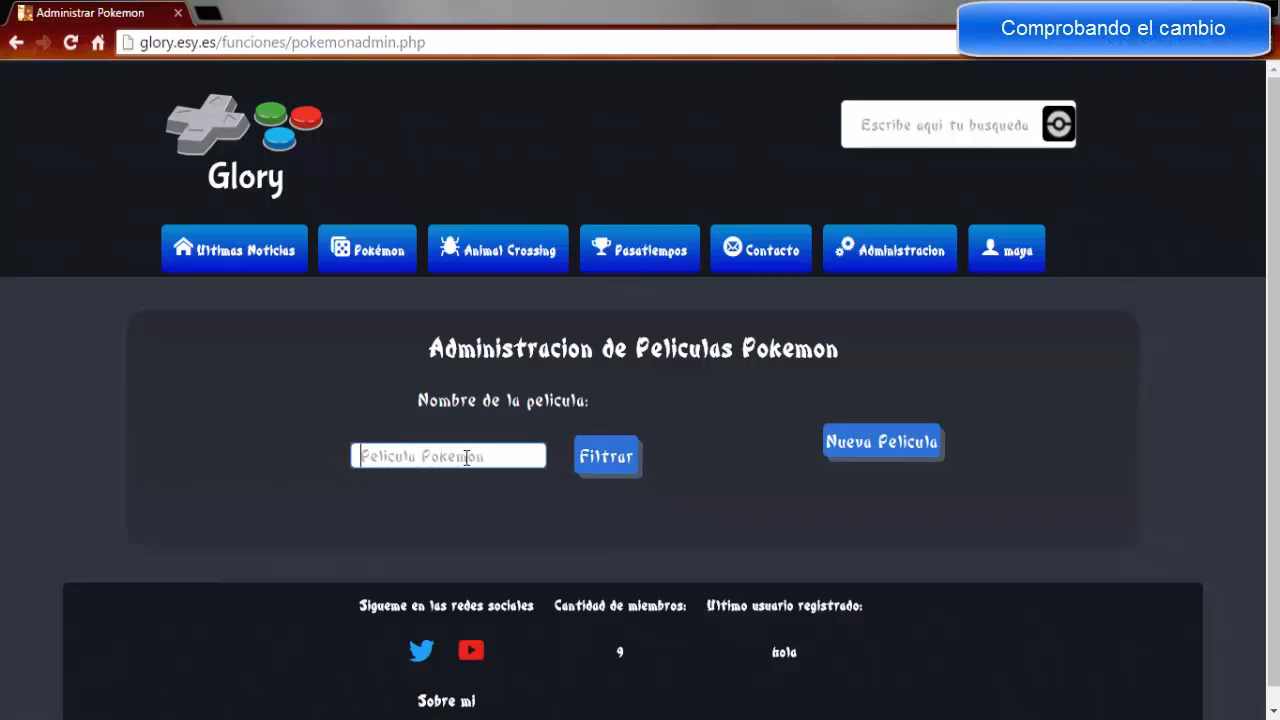 Administrar Pokemon
Comprobando el cambio
glory.esy.es/funciones/pokemonadmin.php
Escribe aqui tu busqueda
Glory
Ultimas Noticias
Pokémon
Animal Crossing
Pasatiempos
Contacto
Administracion
maya
Administracion de Peliculas Pokemon
Nombre de la pelicula:
Pelicula Pokemon
Filtrar
Nueva Pelicula
Sigueme en las redes sociales
Cantidad de miembros:
Ultimo usuario registrado:
9
hola
Sobre mi